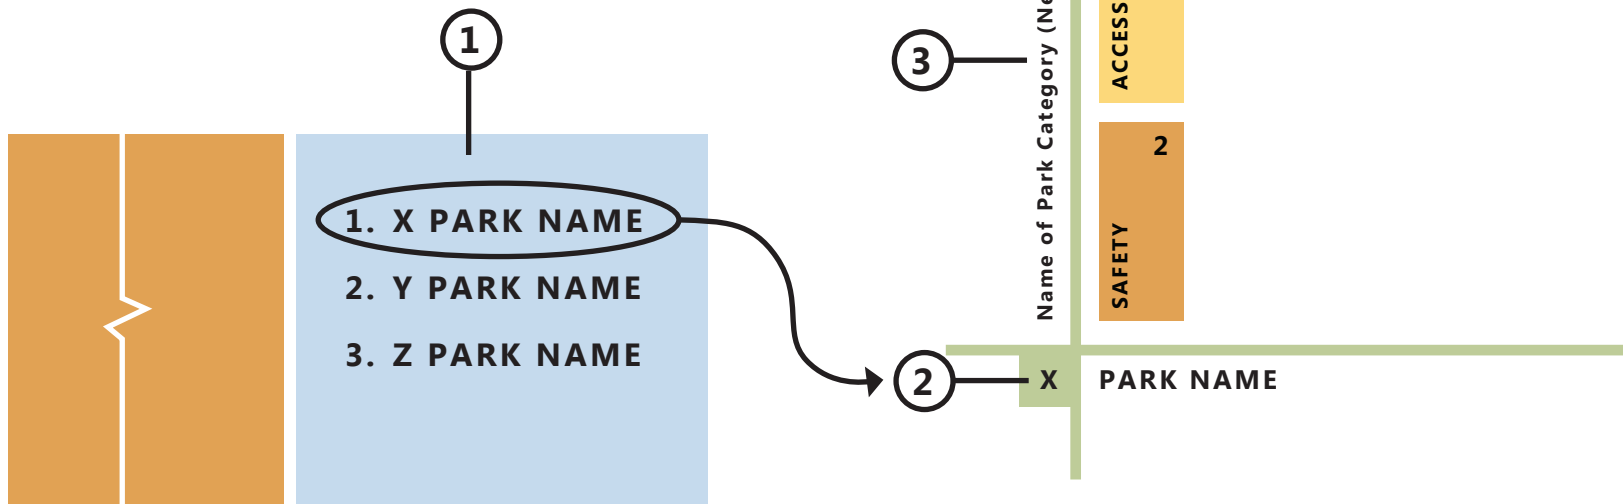 1
1. X PARK NAME
2. Y PARK NAME
3. Z PARK NAME
3
Name of Park Category
ACCESS
2
SAFETY
2
X PARK NAME